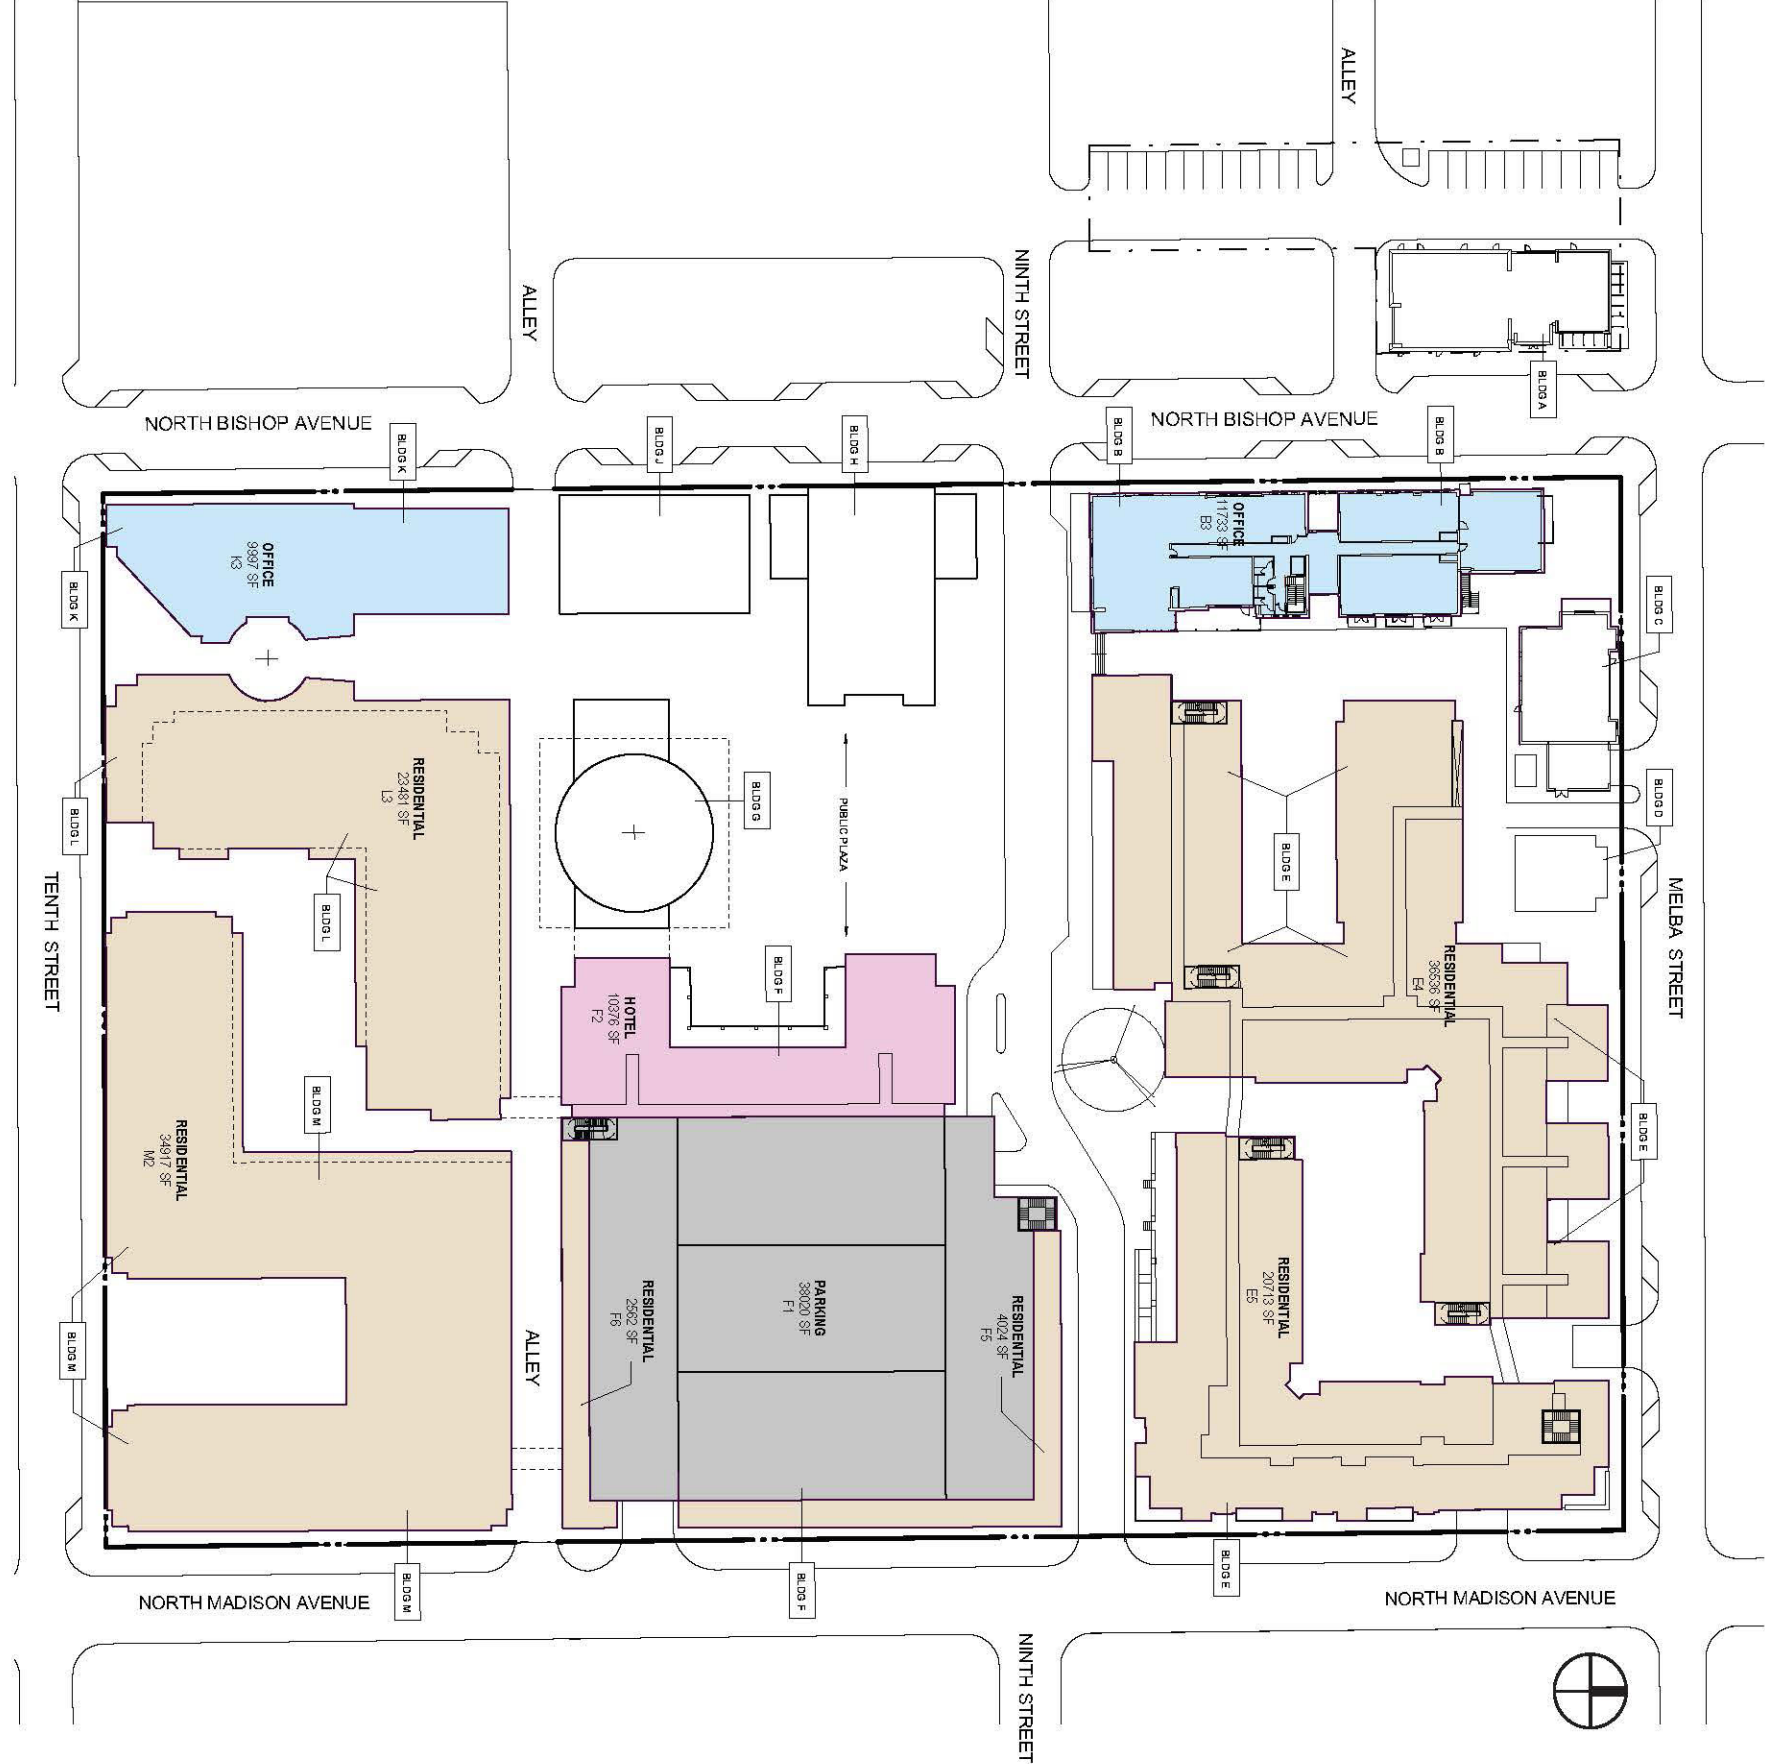 ALLEY
ALLEY
NINTH STREET
BLDG A
NORTH BISHOP AVENUE
NORTH BISHOP AVENUE
BLDG K
BLDG J
BLDG H
BLDG B
BLDG B
OFFICE
9997 SF
K3
OFFICE
11733 SF
B3
BLDG K
BLDG C
RESIDENTIAL
23481 SF
L3
BLDG L
BLDG G
PUBLIC PLAZA
BLDG E
BLDG D
TENTH STREET
BLDG L
BLDG F
MELBA STREET
HOTEL
10376 SF
F2
RESIDENTIAL
36536 SF
E4
BLDG M
BLDG E
RESIDENTIAL
34917 SF
M2
RESIDENTIAL
2562 SF
F6
PARKING
38020 SF
F1
RESIDENTIAL
4024 SF
F5
RESIDENTIAL
20713 SF
E5
BLDG M
ALLEY
BLDG M
BLDG F
BLDG E
NORTH MADISON AVENUE
NORTH MADISON AVENUE
NINTH STREET